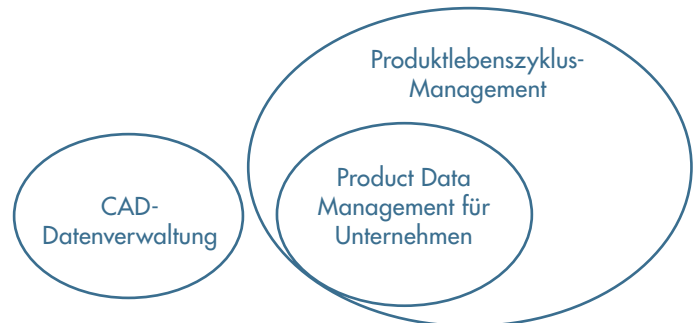 Produktlebenszyklus-
Management
Product Data
Management für
Unternehmen
CAD-
Datenverwaltung